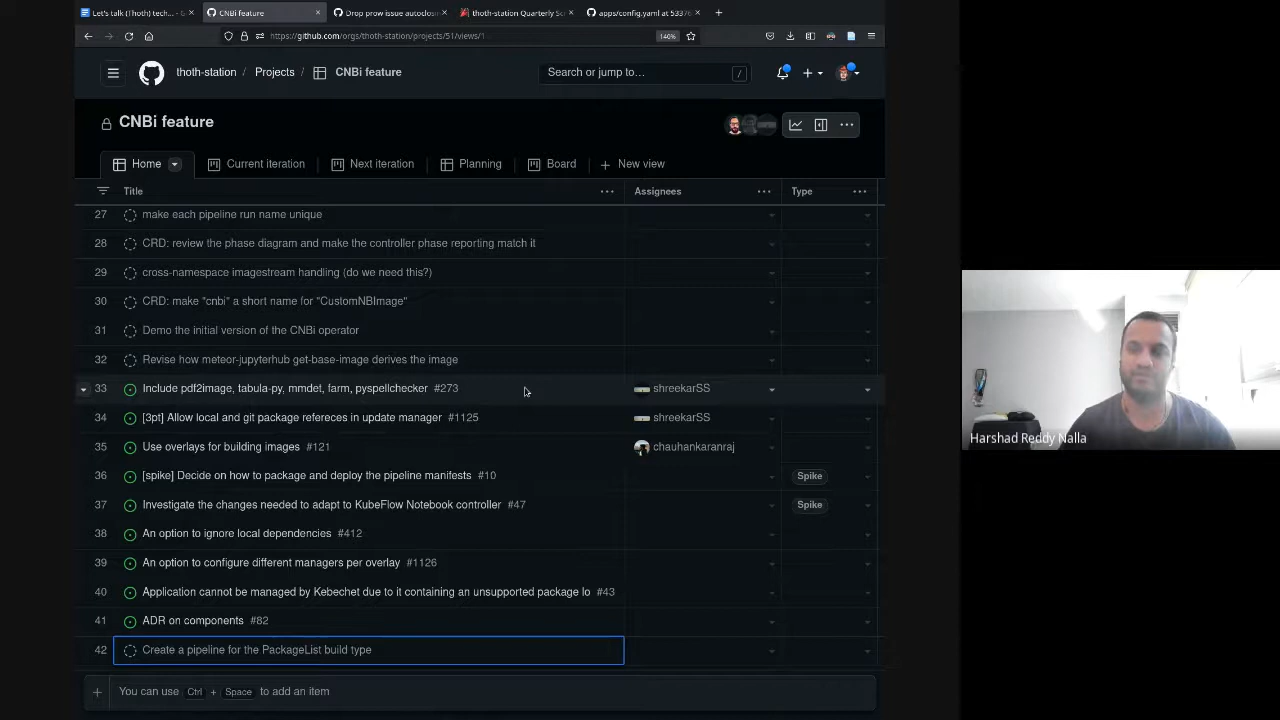 Let's talk (Thoth) tech... - G
CNBi feature
Drop prow issue autoclosi
thoth-station Quarterly Sc
apps/config.yaml at 53376
https://github.com/orgs/thoth-station/projects/51/views/1
140%
thoth-station / Projects / CNBi feature
Search or jump to...
/
CNBi feature
Home
Current iteration
Next iteration
Planning
Board
New view
Title
Assignees
Type
27 make each pipeline run name unique
28 CRD: review the phase diagram and make the controller phase reporting match it
29 cross-namespace imagestream handling (do we need this?)
30 CRD: make "cnbi" a short name for "CustomNBImage"
31 Demo the initial version of the CNBi operator
32 Revise how meteor-jupyterhub get-base-image derives the image
33 Include pdf2image, tabula-py, mmdet, farm, pyspellchecker #273 shreekarSS
34 [3pt] Allow local and git package refereces in update manager #1125 shreekarSS
35 Use overlays for building images #121 chauhankaranraj
36 [spike] Decide on how to package and deploy the pipeline manifests #10 Spike
37 Investigate the changes needed to adapt to KubeFlow Notebook controller #47 Spike
38 An option to ignore local dependencies #412
39 An option to configure different managers per overlay #1126
40 Application cannot be managed by Kebechet due to it containing an unsupported package lo #43
41 ADR on components #82
42 Create a pipeline for the PackageList build type
You can use Ctrl + Space to add an item
Harshad Reddy Nalla